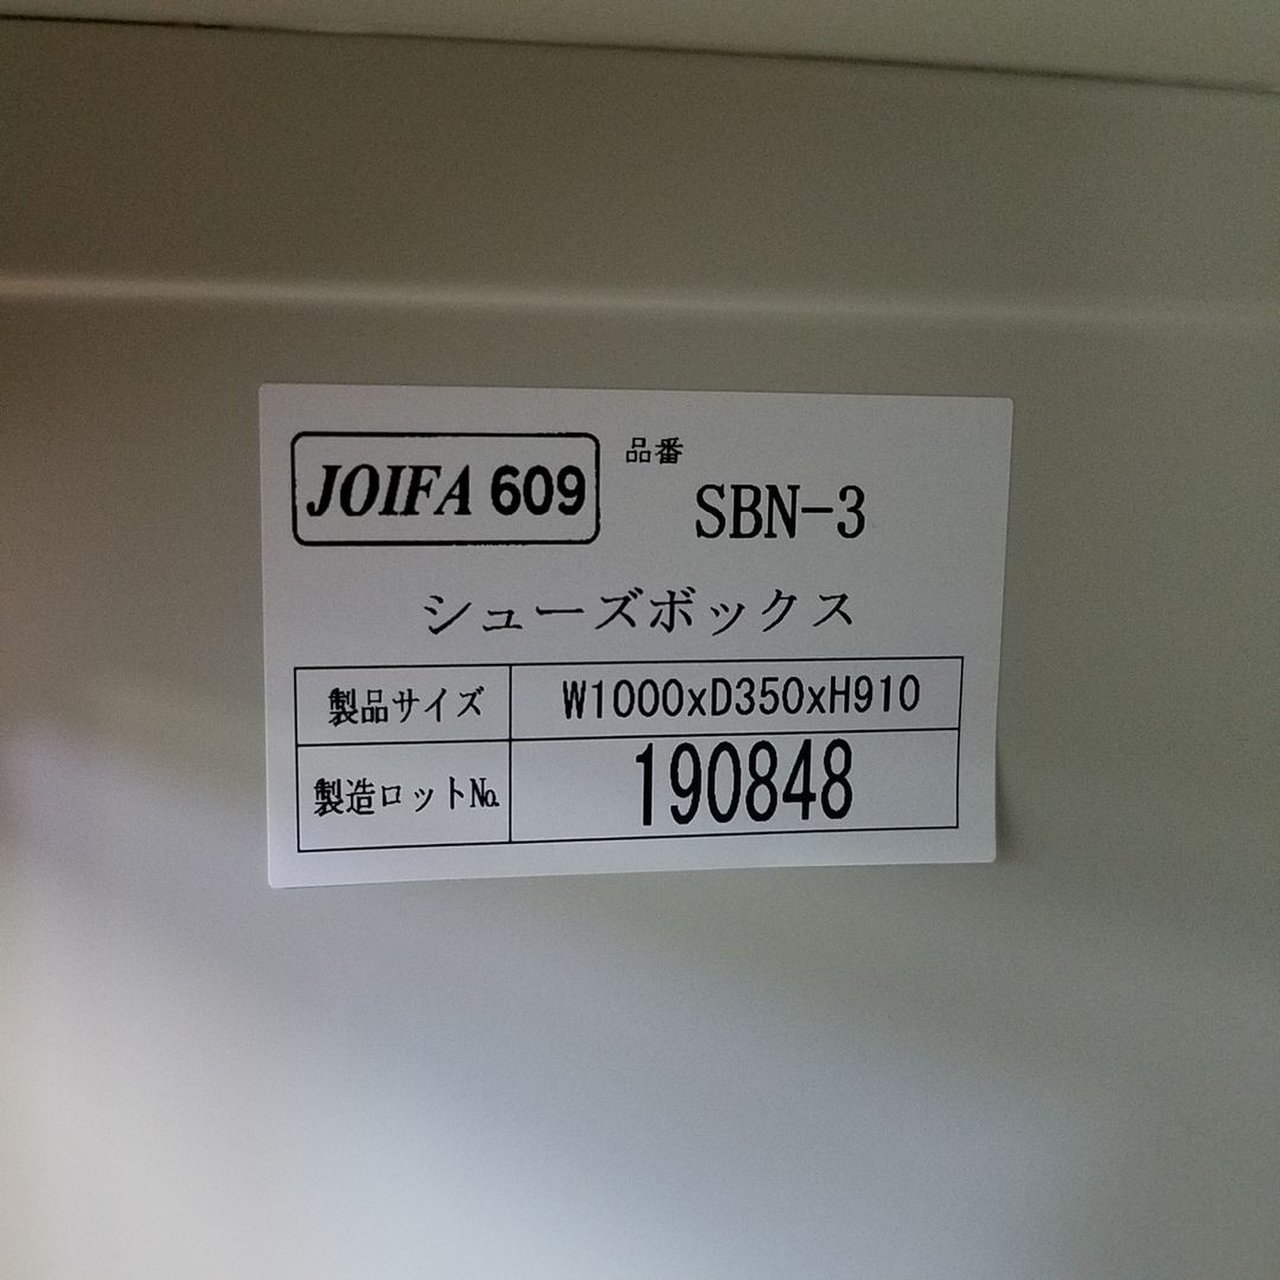 JOIFA 609
品番
SBN-3
シューズボックス
製品サイズ W1000xD350xH910
製造ロット№ 190848